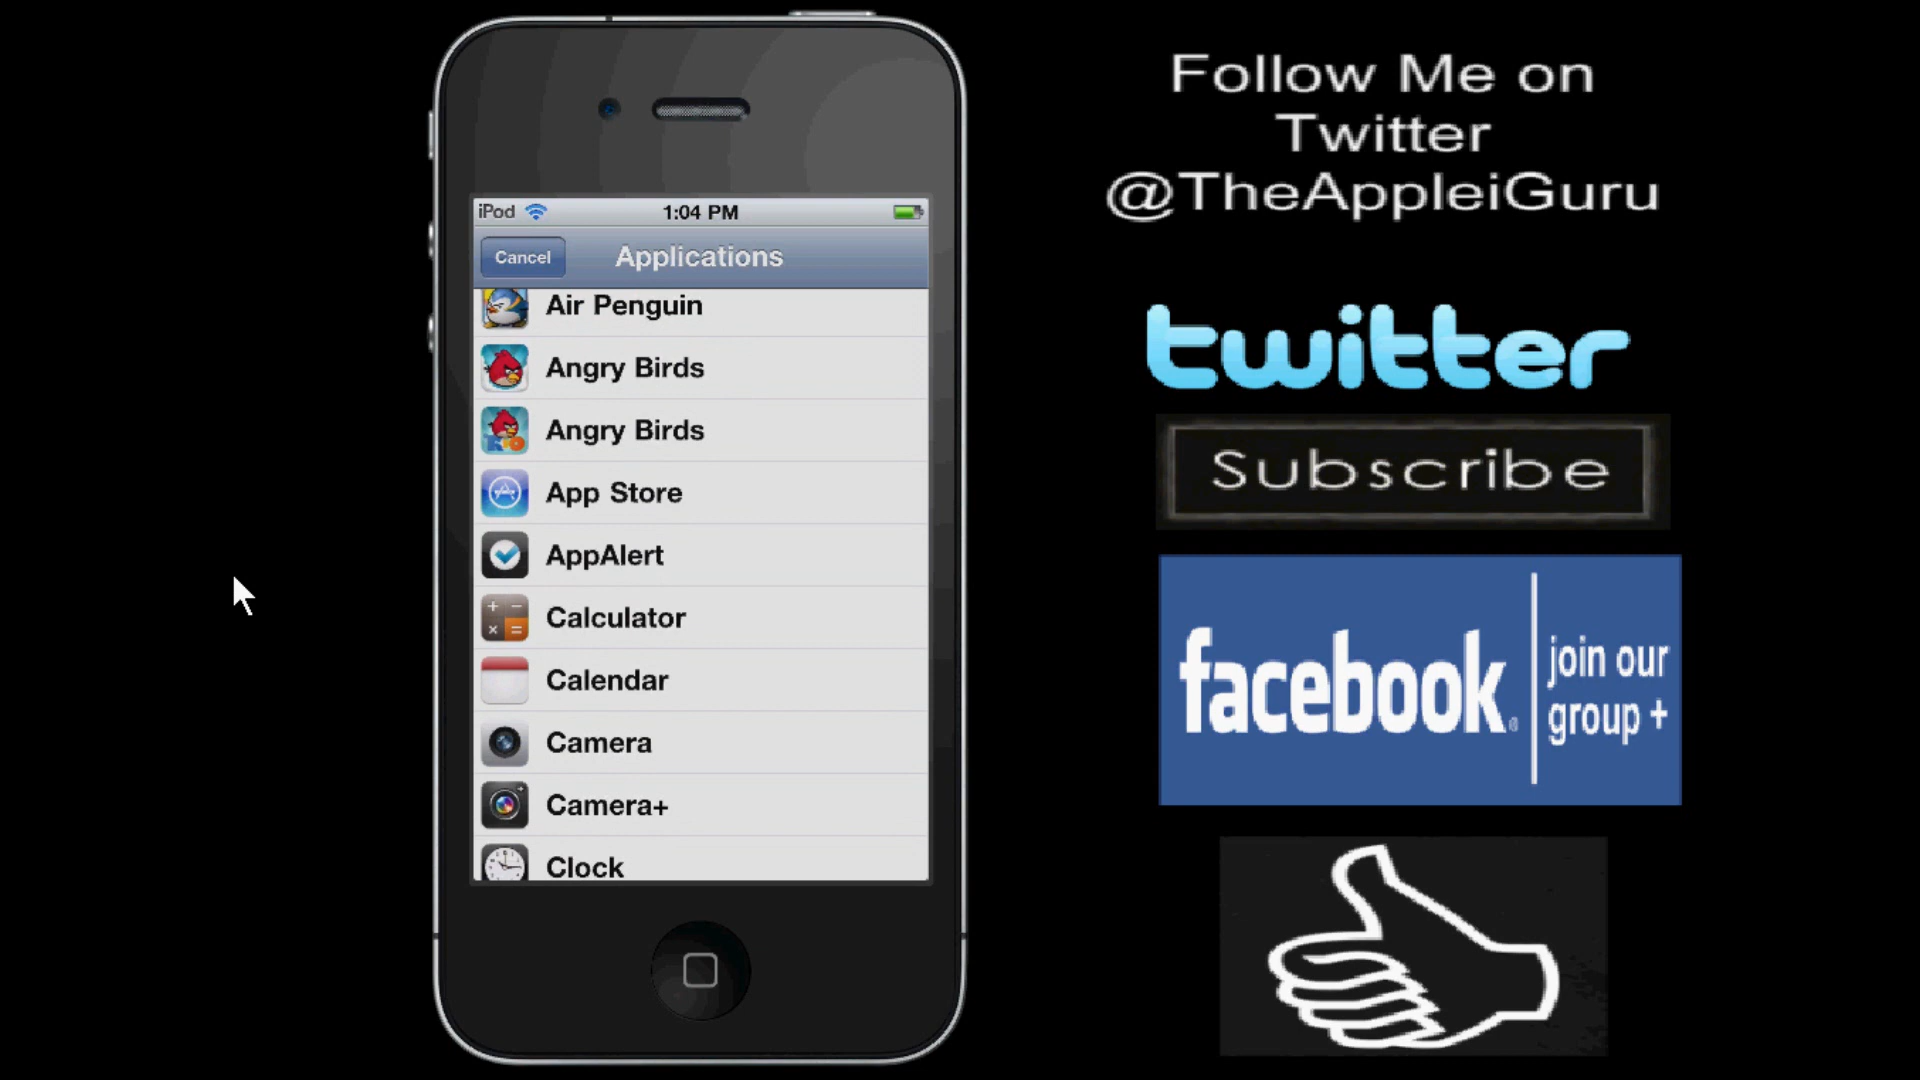 iPod
1:04 PM
Cancel
Applications
Air Penguin
Angry Birds
Angry Birds
App Store
AppAlert
Calculator
Calendar
Camera
Camera+
Clock
Follow Me on
Twitter
@TheAppleiGuru
twitter
Subscribe
facebook®
join our
group +